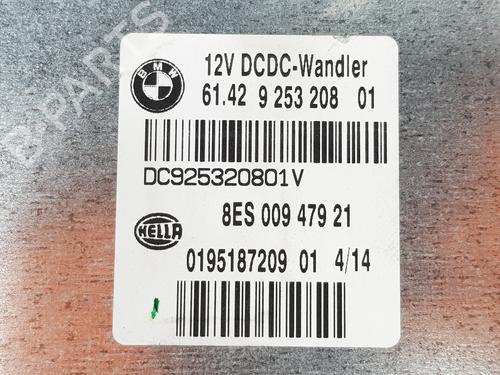 BMW
12V DCDC-Wandler
61.42 9 253 208 01
DC925320801V
8ES 009 479 21
HELLA
0195187209 01 4/14